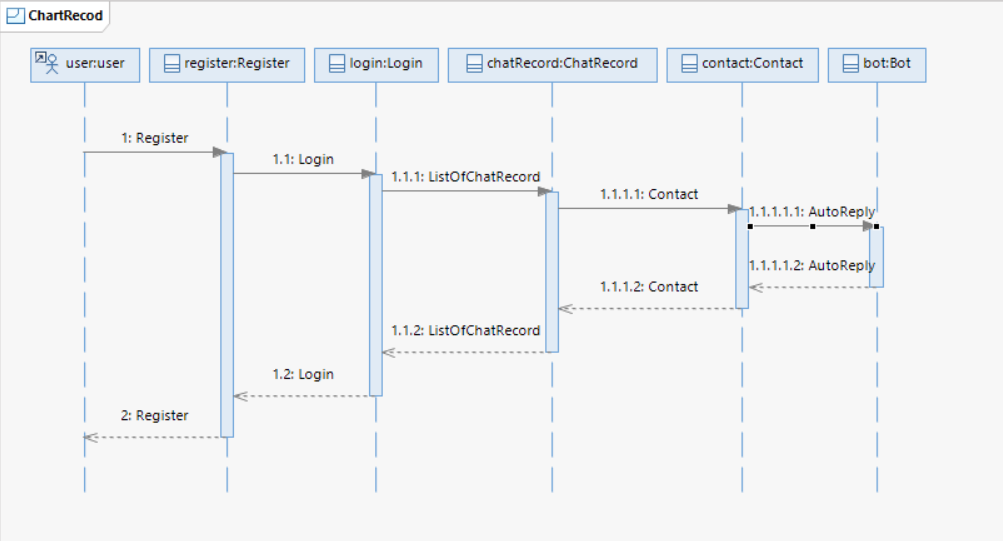 ChartRecod
user:user
register:Register
login:Login
chatRecord:ChatRecord
contact:Contact
bot:Bot
1: Register
1.1: Login
1.1.1: ListOfChatRecord
1.1.1.1: Contact
1.1.1.1.1: AutoReply
1.1.1.1.2: AutoReply
1.1.1.2: Contact
1.1.2: ListOfChatRecord
1.2: Login
2: Register